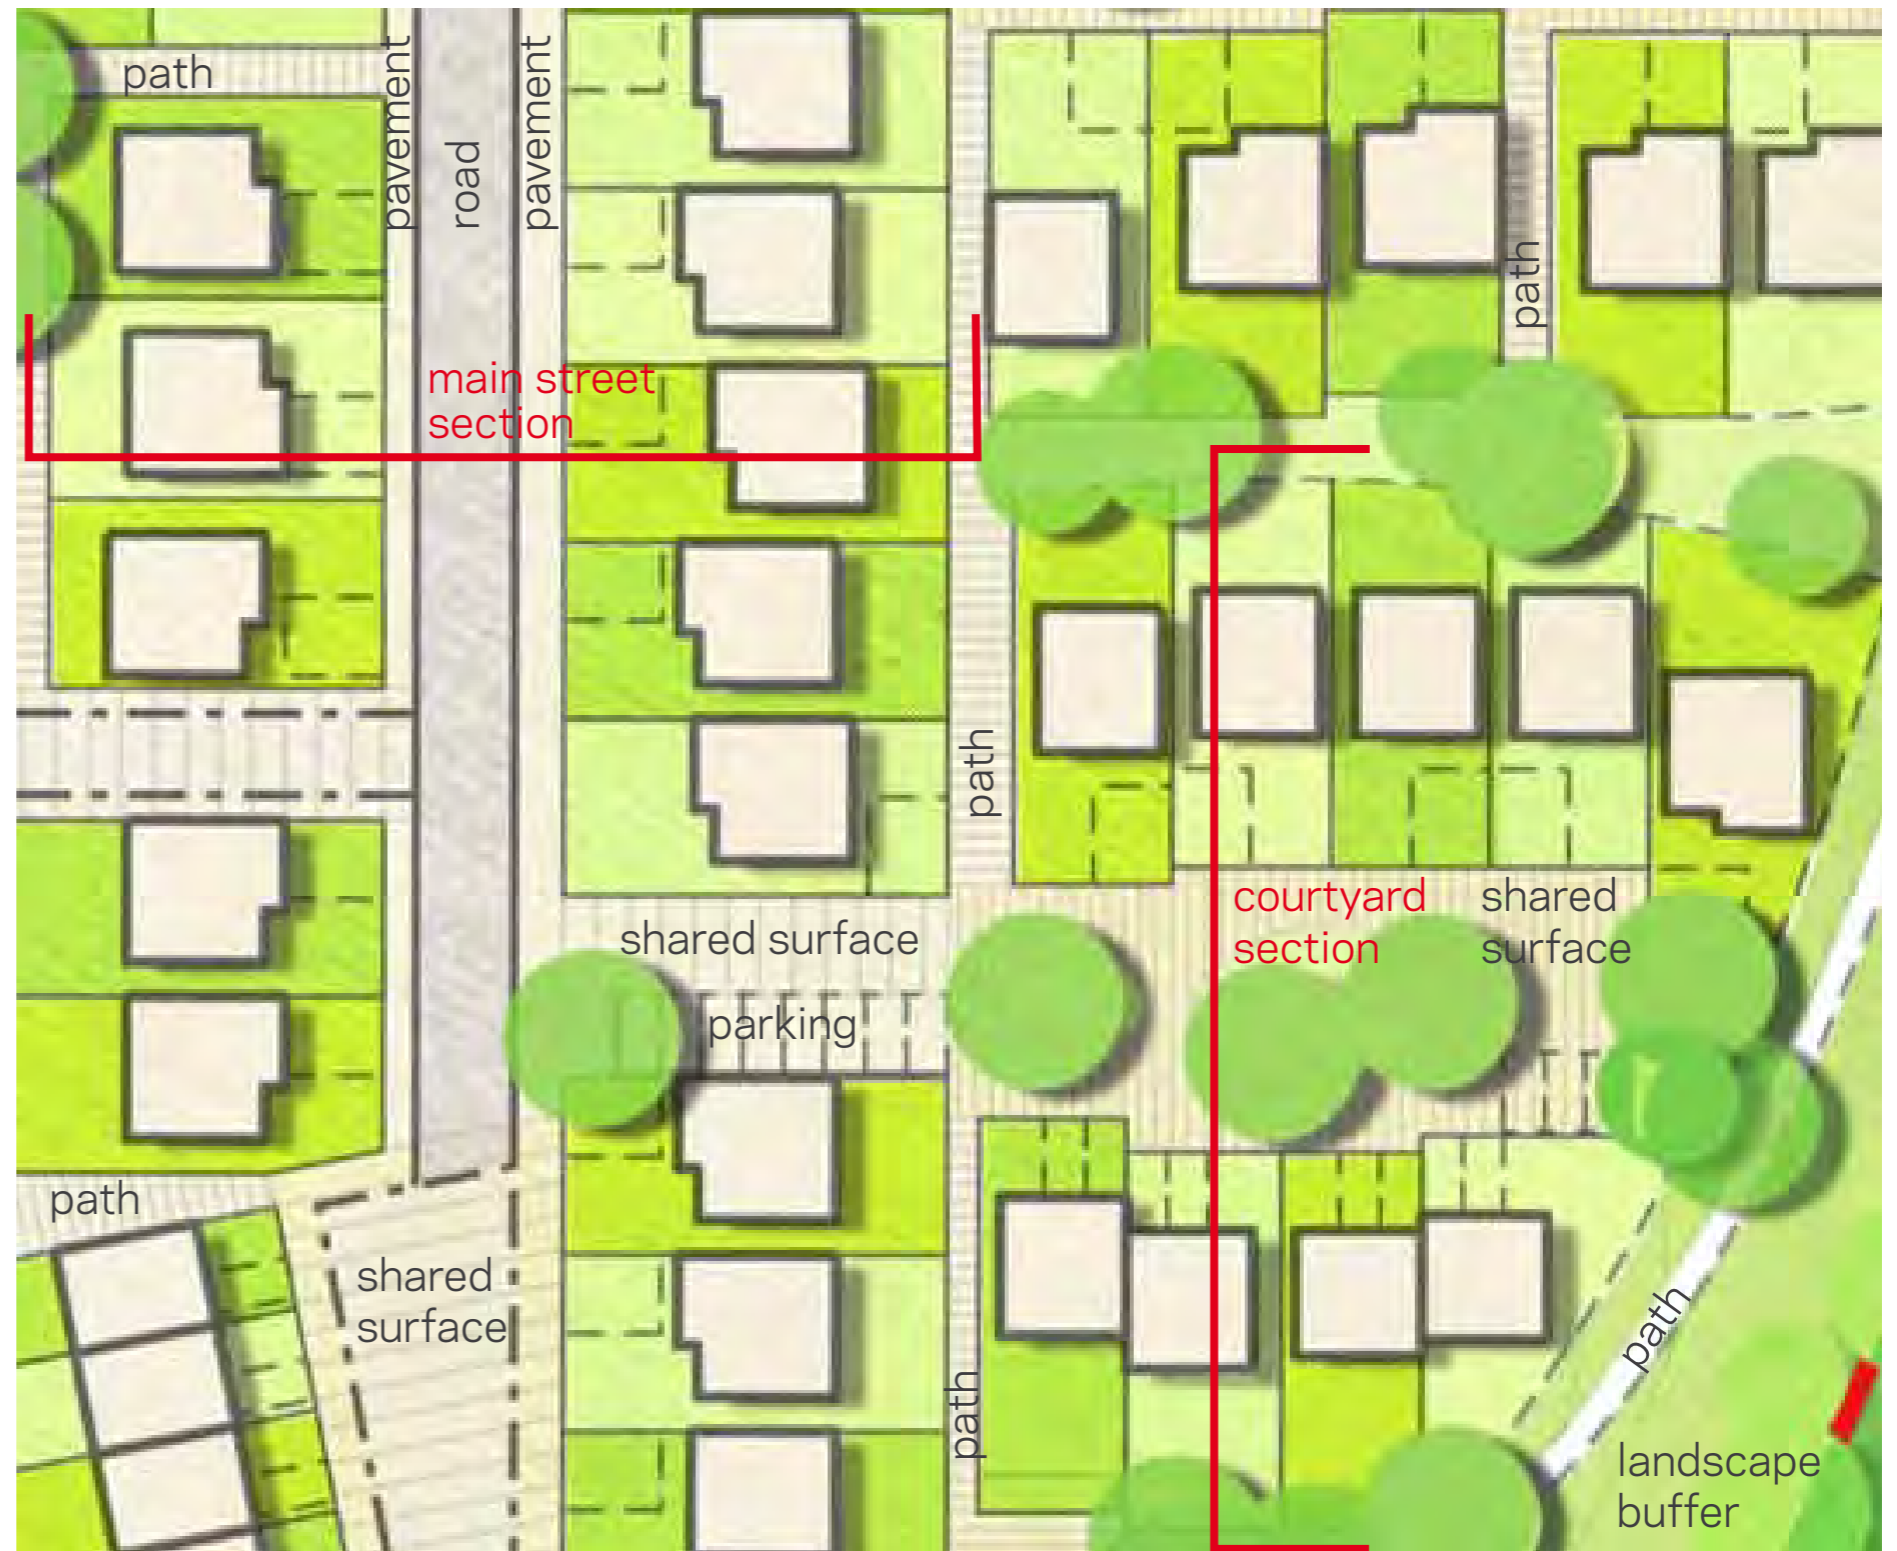 path
pavement
road
pavement
path
main street
section
path
courtyard
section
shared
surface
shared surface
parking
path
shared
surface
path
path
landscape
buffer